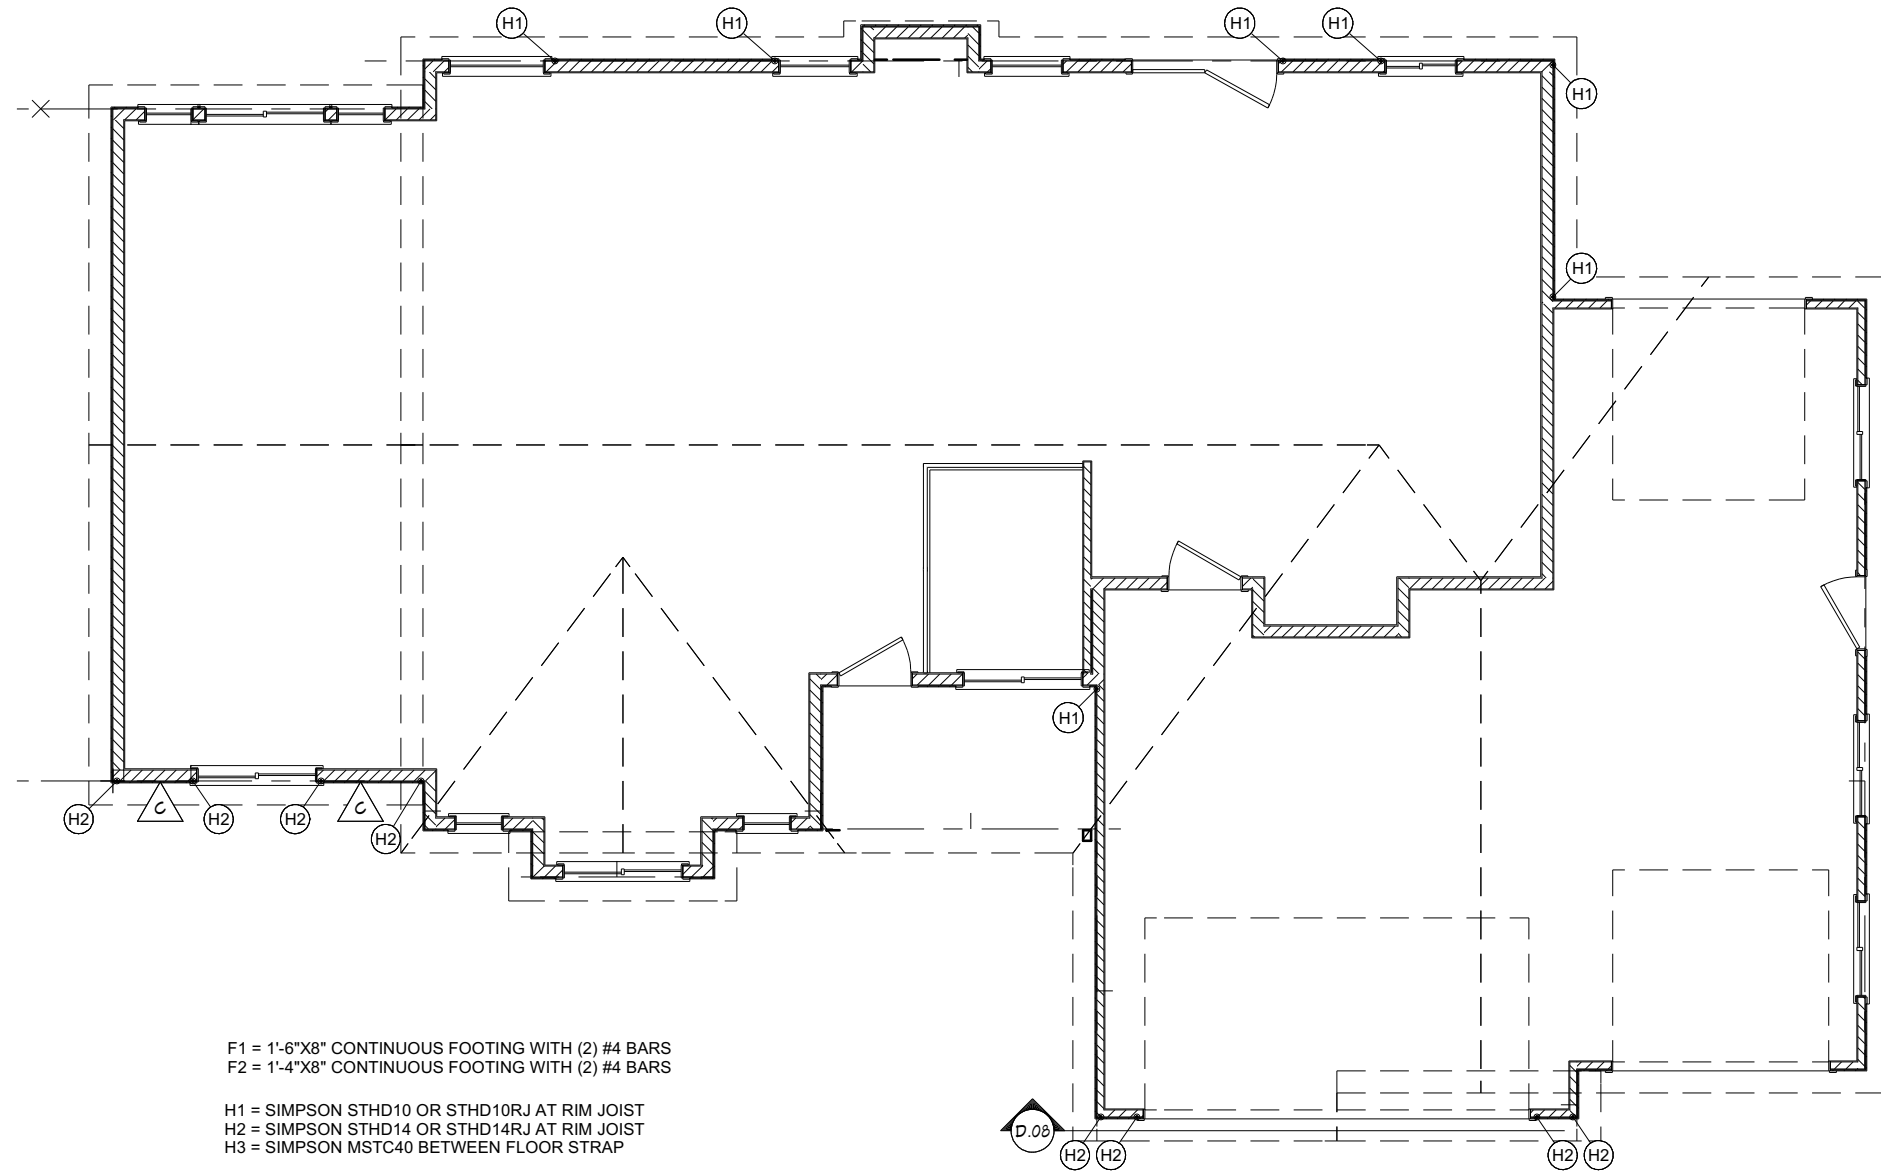 H1
H1
H1
H1
H1
H1
H1
H2
C
H2
H2
C
H2
F1 = 1'-6"X8" CONTINUOUS FOOTING WITH (2) #4 BARS
F2 = 1'-4"X8" CONTINUOUS FOOTING WITH (2) #4 BARS
H1 = SIMPSON STHD10 OR STHD10RJ AT RIM JOIST
H2 = SIMPSON STHD14 OR STHD14RJ AT RIM JOIST
H3 = SIMPSON MSTC40 BETWEEN FLOOR STRAP
D.08
H2
H2
H2
H2